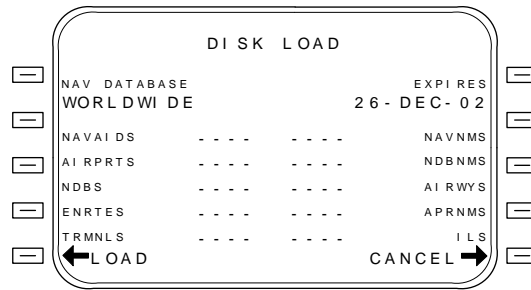 DISK LOAD
NAV DATABASE EXPIRES
WORLDWIDE 26-DEC-02
NAVAIDS ---- ---- NAVNMS
AIRPRTS ---- ---- NDBNMS
NDBS ---- ---- AIRWYS
ENRTES ---- ---- APRNMS
TRMNLS ---- ---- ILS
LOAD CANCEL